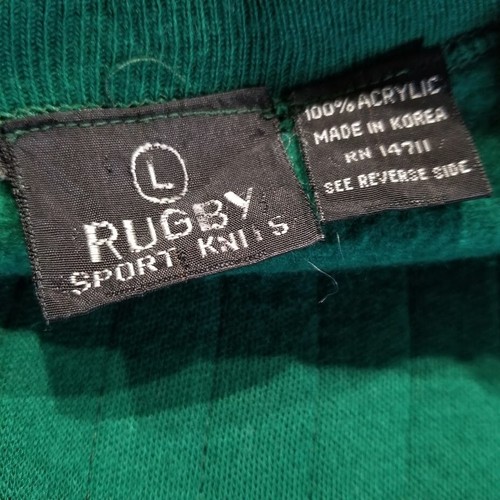 L
RUGBY
SPORT KNITS
100% ACRYLIC
MADE IN KOREA
RN 14711
SEE REVERSE SIDE